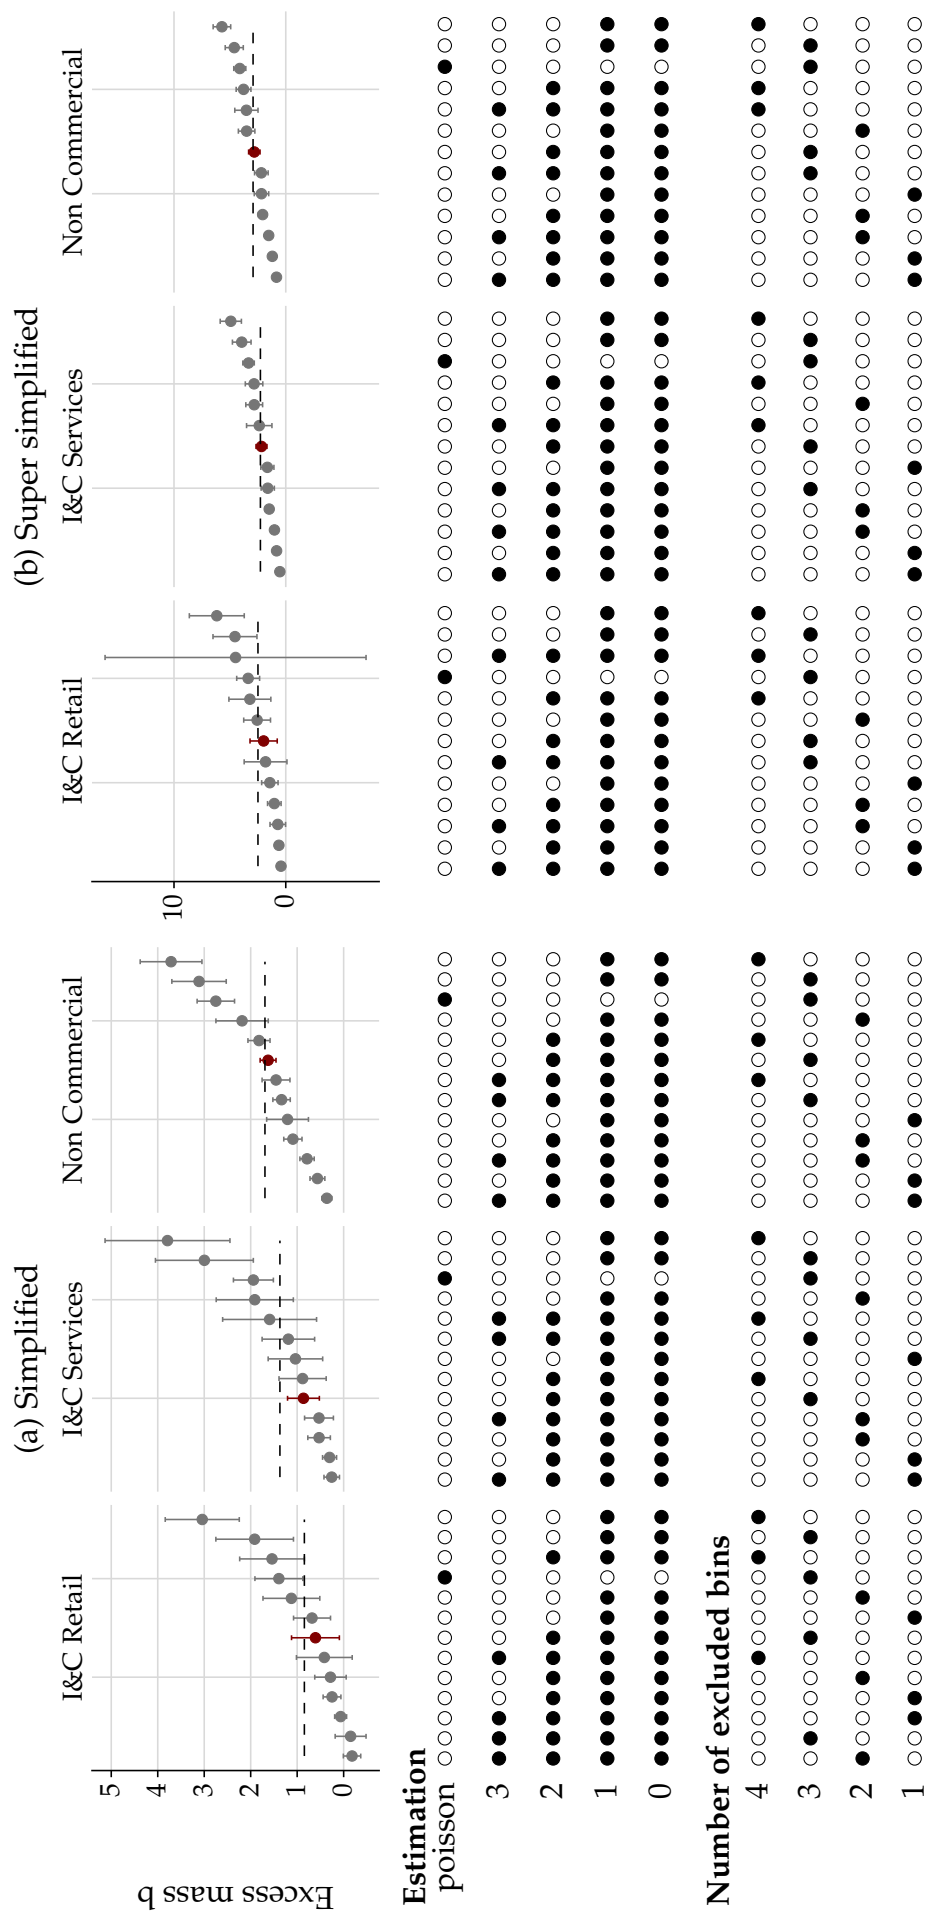 (a) Simplified
I&C Retail
I&C Services
Non Commercial
Excess mass b
5
4
3
2
1
0
(b) Super simplified
I&C Retail
I&C Services
Non Commercial
10
0
Estimation
poisson
3
2
1
0
Number of excluded bins
4
3
2
1